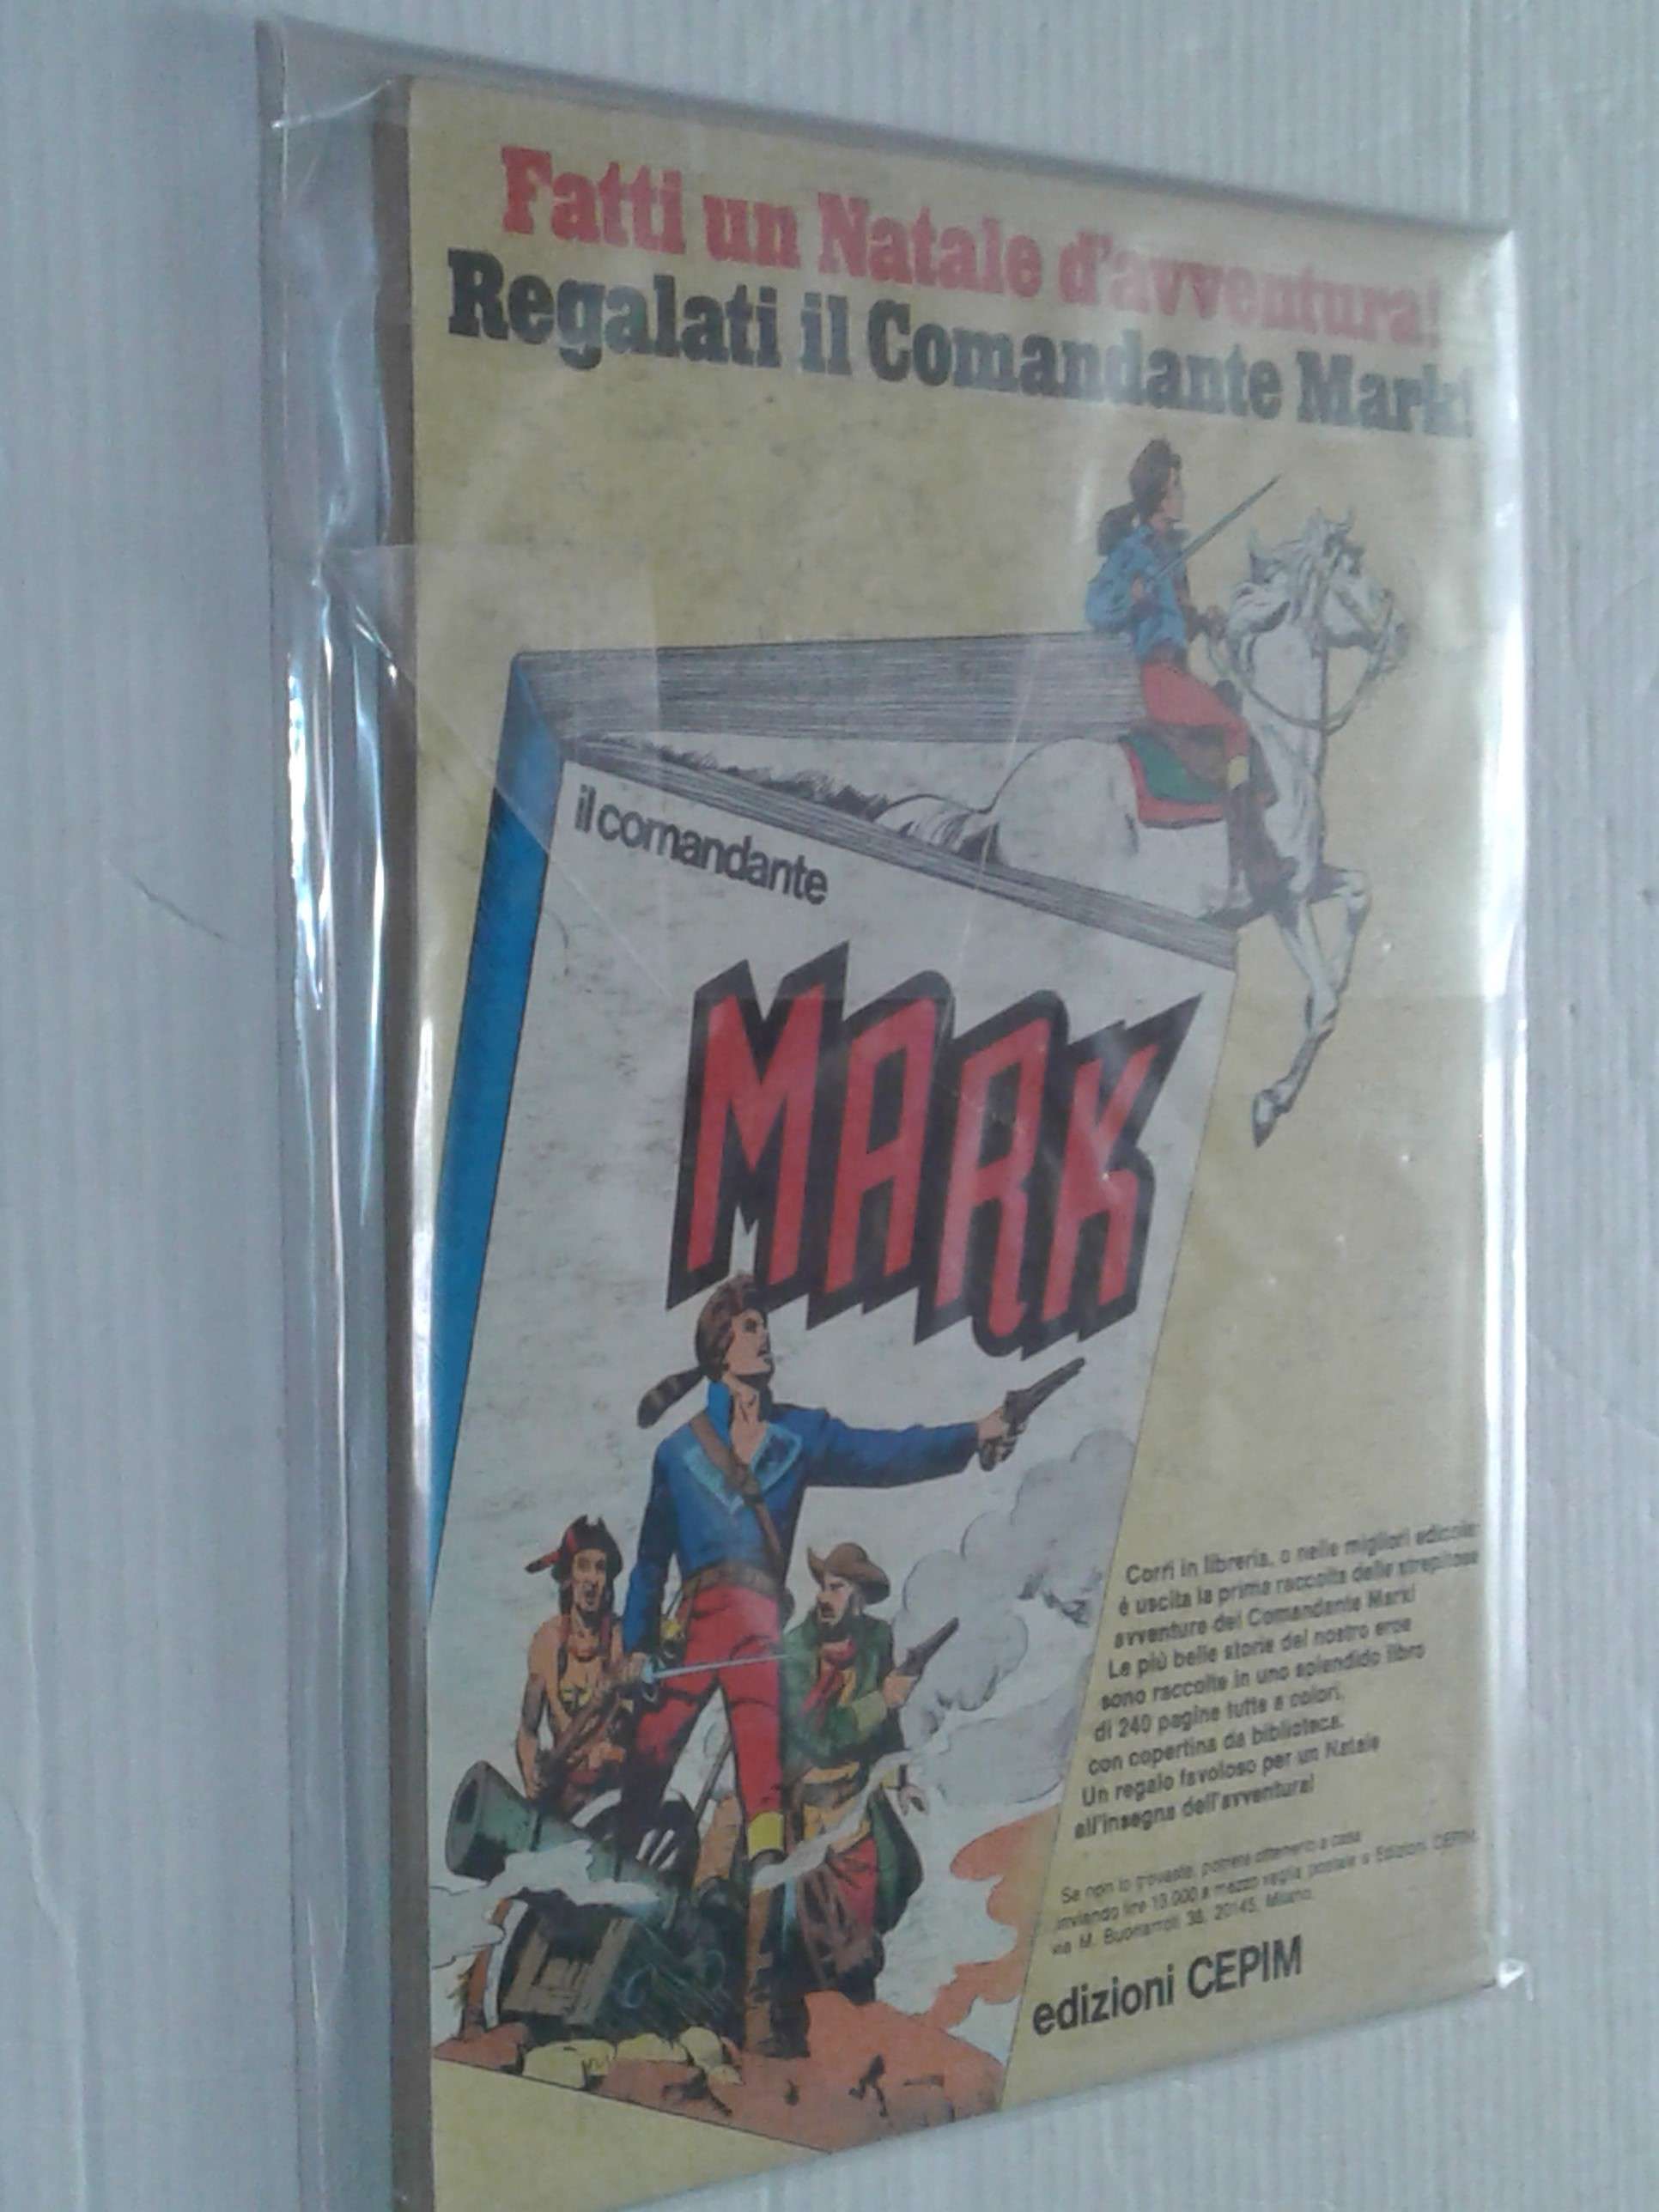 Fatti un Natale d'avventura!
Regalati il Comandante Mark!
il comandante
MARK
Corri in libreria, o nelle migliori edicole:
è uscita la prima raccolta delle strepitose
avventure del Comandante Mark!
Le più belle storie del nostro eroe
sono raccolte in uno splendido libro
di 240 pagine tutte a colori,
con copertina da biblioteca.
Un regalo favoloso per un Natale
all'insegna dell'avventura!
Se non lo trovaste, potrete ottenerlo a casa
inviando lire 10.000 a mezzo vaglia postale a Edizioni CEPIM,
via M. Buonarroti 38, 20145, Milano.
edizioni CEPIM